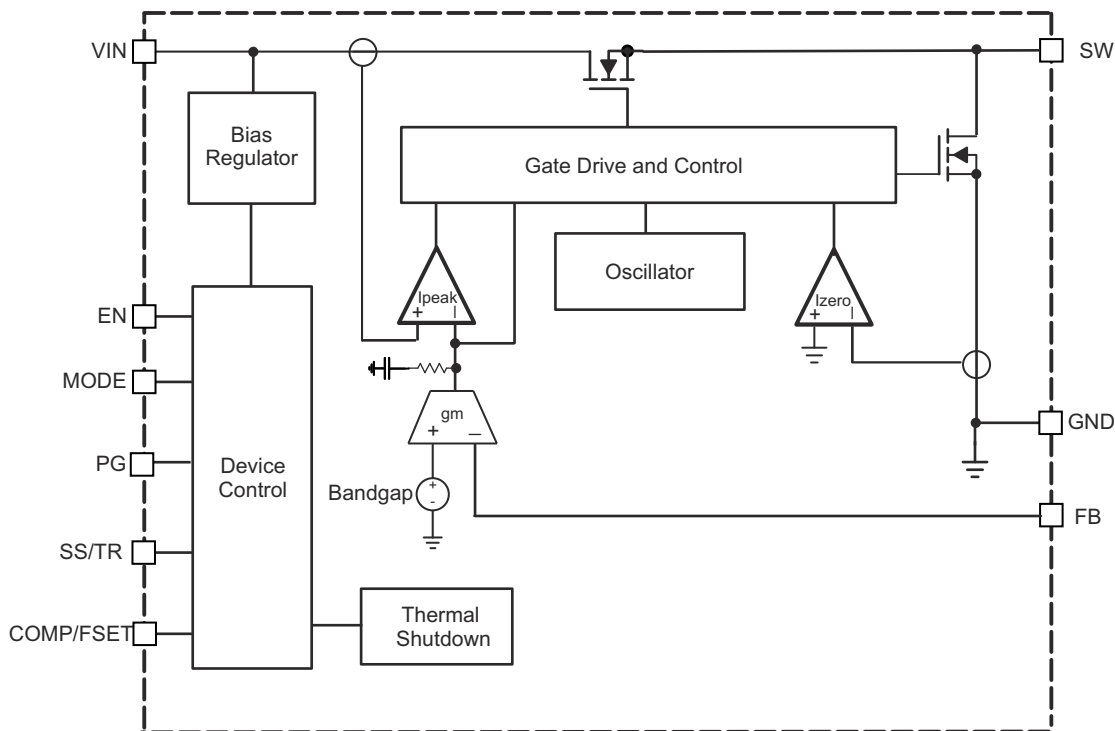 VIN
SW
Bias
Regulator
Gate Drive and Control
Oscillator
Ipeak
+ –
Izero
+ –
EN
MODE
gm
+ –
GND
PG
Device
Control
Bandgap
+
-
FB
SS/TR
Thermal
Shutdown
COMP/FSET